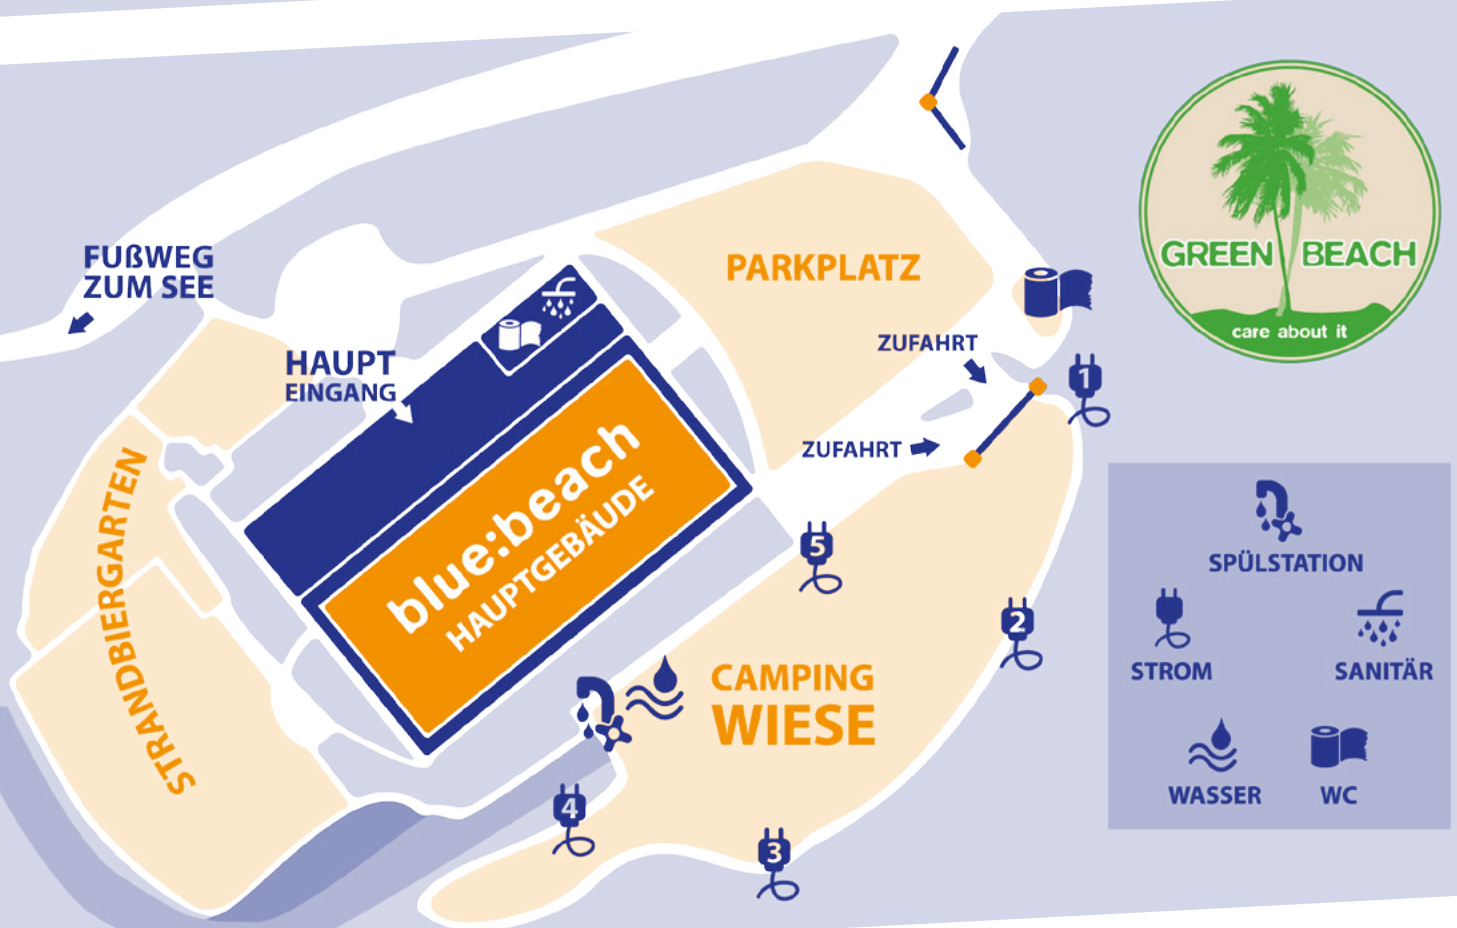 FUßWEG
ZUM SEE
HAUPT
EINGANG
PARKPLATZ
ZUFAHRT
ZUFAHRT
GREEN BEACH
care about it
1
STRANDBIERGARTEN
blue:beach
HAUPTGEBÄUDE
5
2
CAMPING
WIESE
4
3
SPÜLSTATION
STROM
SANITÄR
WASSER
WC